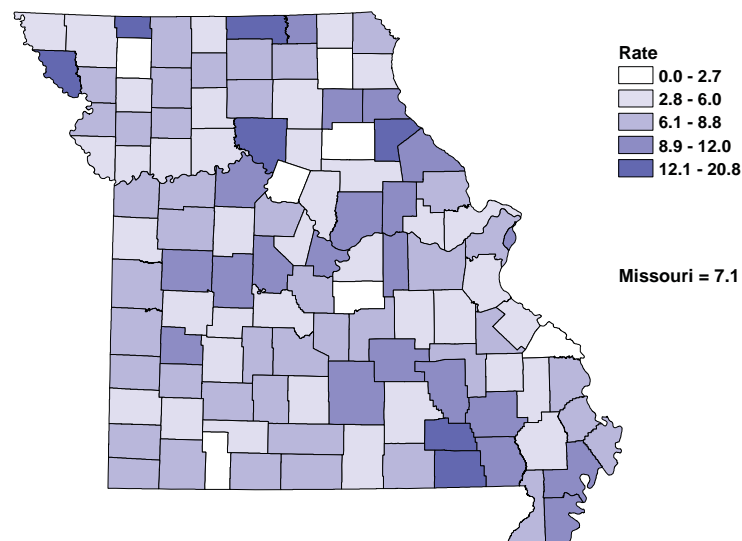 Rate
0.0 - 2.7
2.8 - 6.0
6.1 - 8.8
8.9 - 12.0
12.1 - 20.8
Missouri = 7.1